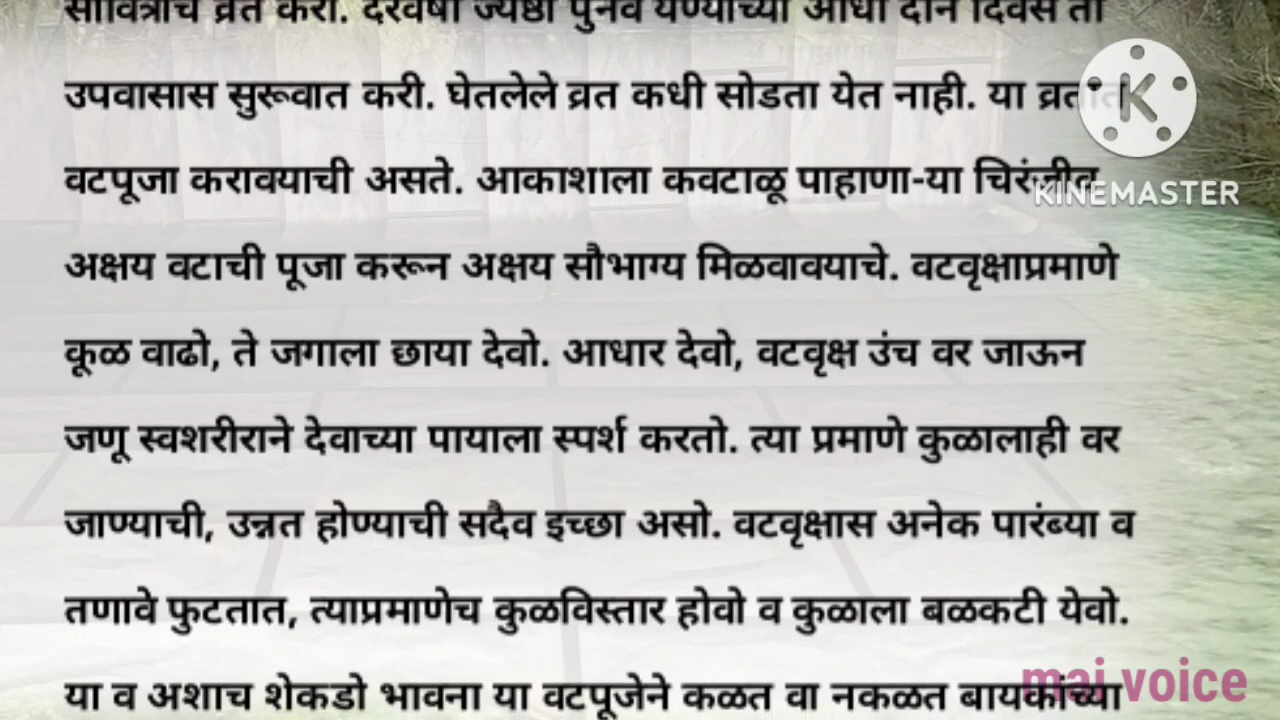 सावित्रीचे व्रत करी. दरवर्षी ज्येष्ठी पुनव येण्याच्या आधी दोन दिवस ती
उपवासास सुरूवात करी. घेतलेले व्रत कधी सोडता येत नाही. या व्रतात
वटपूजा करावयाची असते. आकाशाला कवटाळू पाहाणा-या चिरंजीव
KINEMASTER
अक्षय वटाची पूजा करून अक्षय सौभाग्य मिळवावयाचे. वटवृक्षाप्रमाणे
कूळ वाढो, ते जगाला छाया देवो. आधार देवो, वटवृक्ष उंच वर जाऊन
जणू स्वशरीराने देवाच्या पायाला स्पर्श करतो. त्या प्रमाणे कुळालाही वर
जाण्याची, उन्नत होण्याची सदैव इच्छा असो. वटवृक्षास अनेक पारंब्या व
तणावे फुटतात, त्याप्रमाणेच कुळविस्तार होवो व कुळाला बळकटी येवो.
या व अशाच शेकडो भावना या वटपूजेने कळत वा नकळत बायकांच्या
mai voice